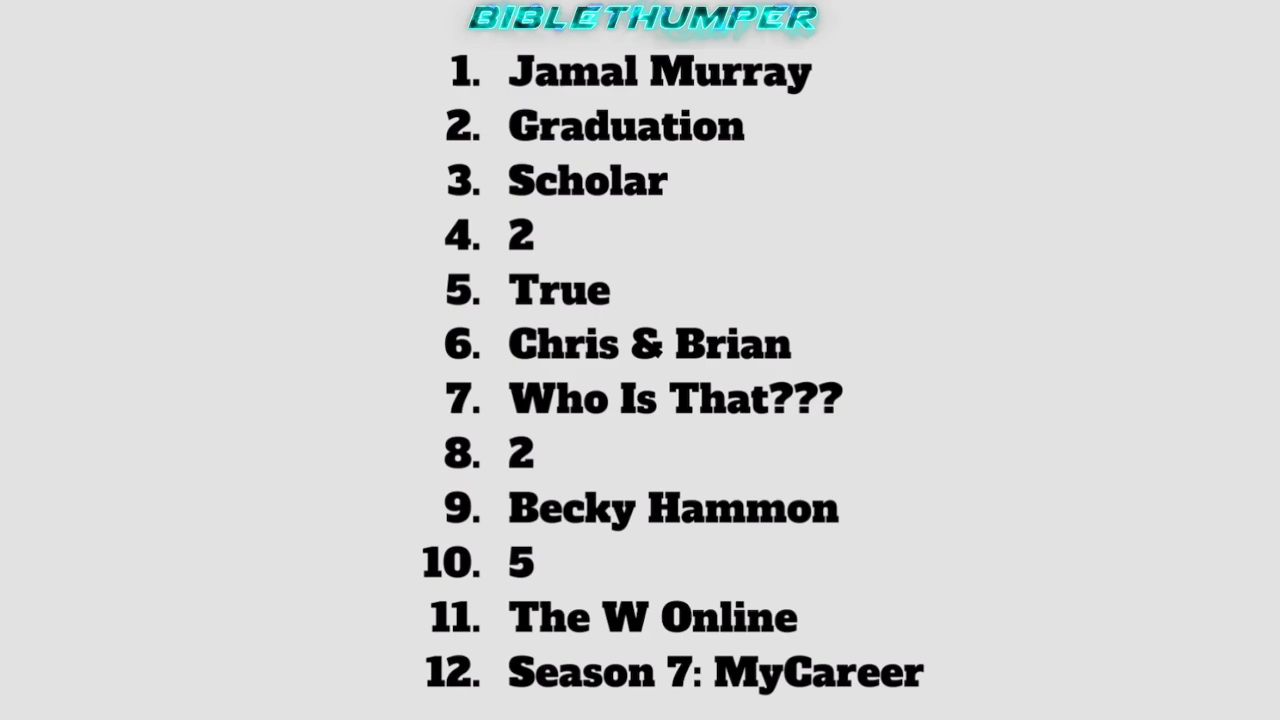 BIBLETHUMPER
1. Jamal Murray
2. Graduation
3. Scholar
4. 2
5. True
6. Chris & Brian
7. Who Is That???
8. 2
9. Becky Hammon
10. 5
11. The W Online
12. Season 7: MyCareer